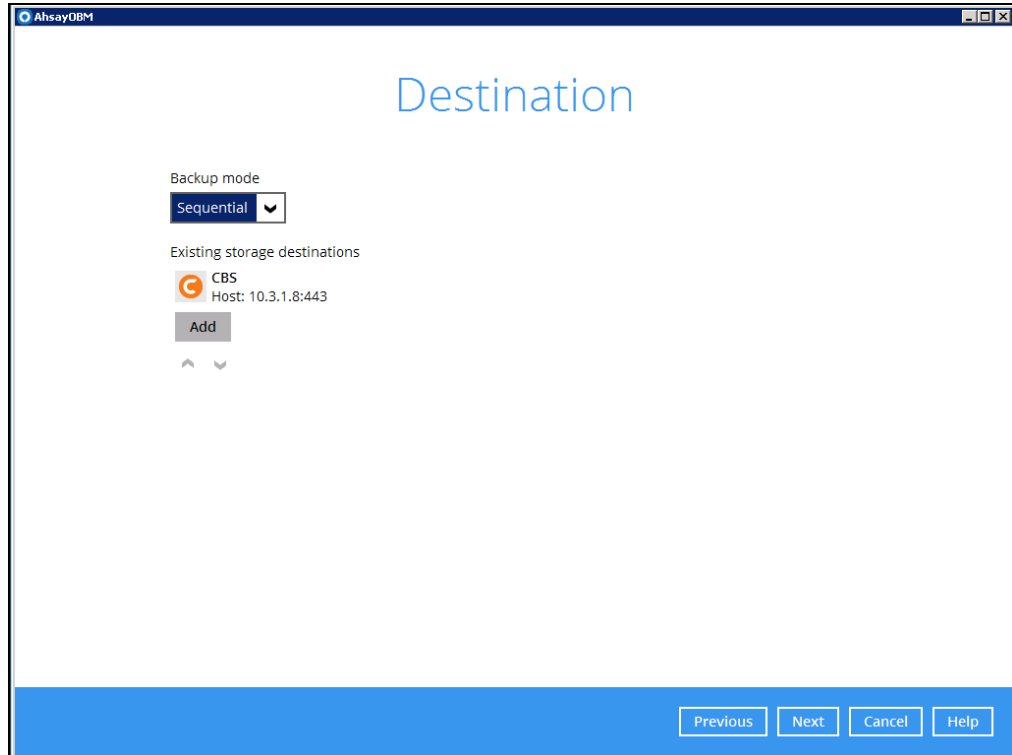 AhsayOBM
Destination
Backup mode
Sequential
Existing storage destinations
CBS
Host: 10.3.1.8:443
Add
Previous Next Cancel Help